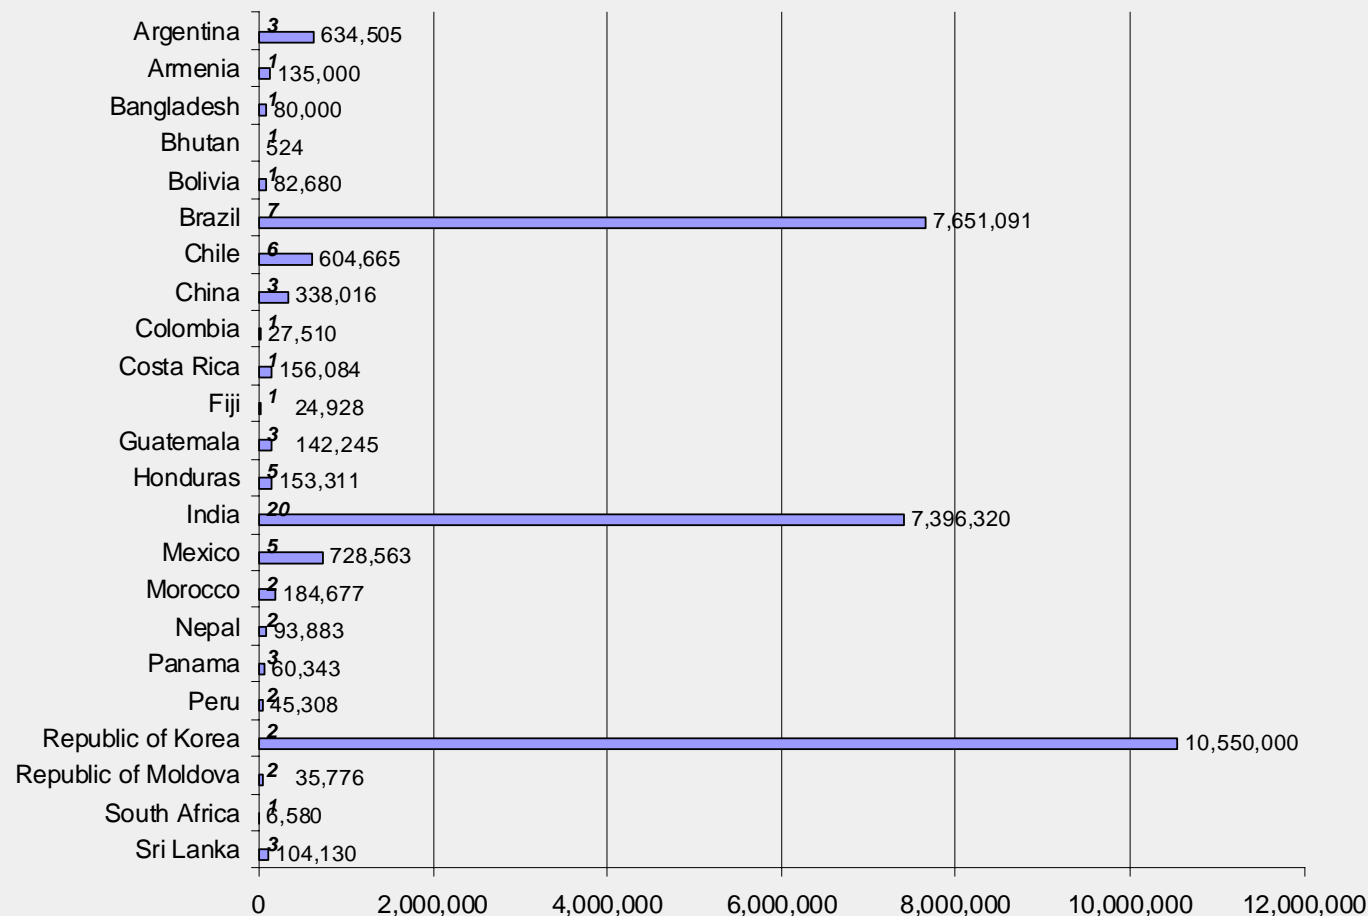 Argentina 3 634,505
Armenia 1 135,000
Bangladesh 1 80,000
Bhutan 1 524
Bolivia 1 82,680
Brazil 7 7,651,091
Chile 6 604,665
China 3 338,016
Colombia 1 27,510
Costa Rica 1 156,084
Fiji 1 24,928
Guatemala 3 142,245
Honduras 5 153,311
India 20 7,396,320
Mexico 5 728,563
Morocco 2 184,677
Nepal 2 93,883
Panama 3 60,343
Peru 2 45,308
Republic of Korea 2 10,550,000
Republic of Moldova 2 35,776
South Africa 1 6,580
Sri Lanka 3 104,130
0 2,000,000 4,000,000 6,000,000 8,000,000 10,000,000 12,000,000